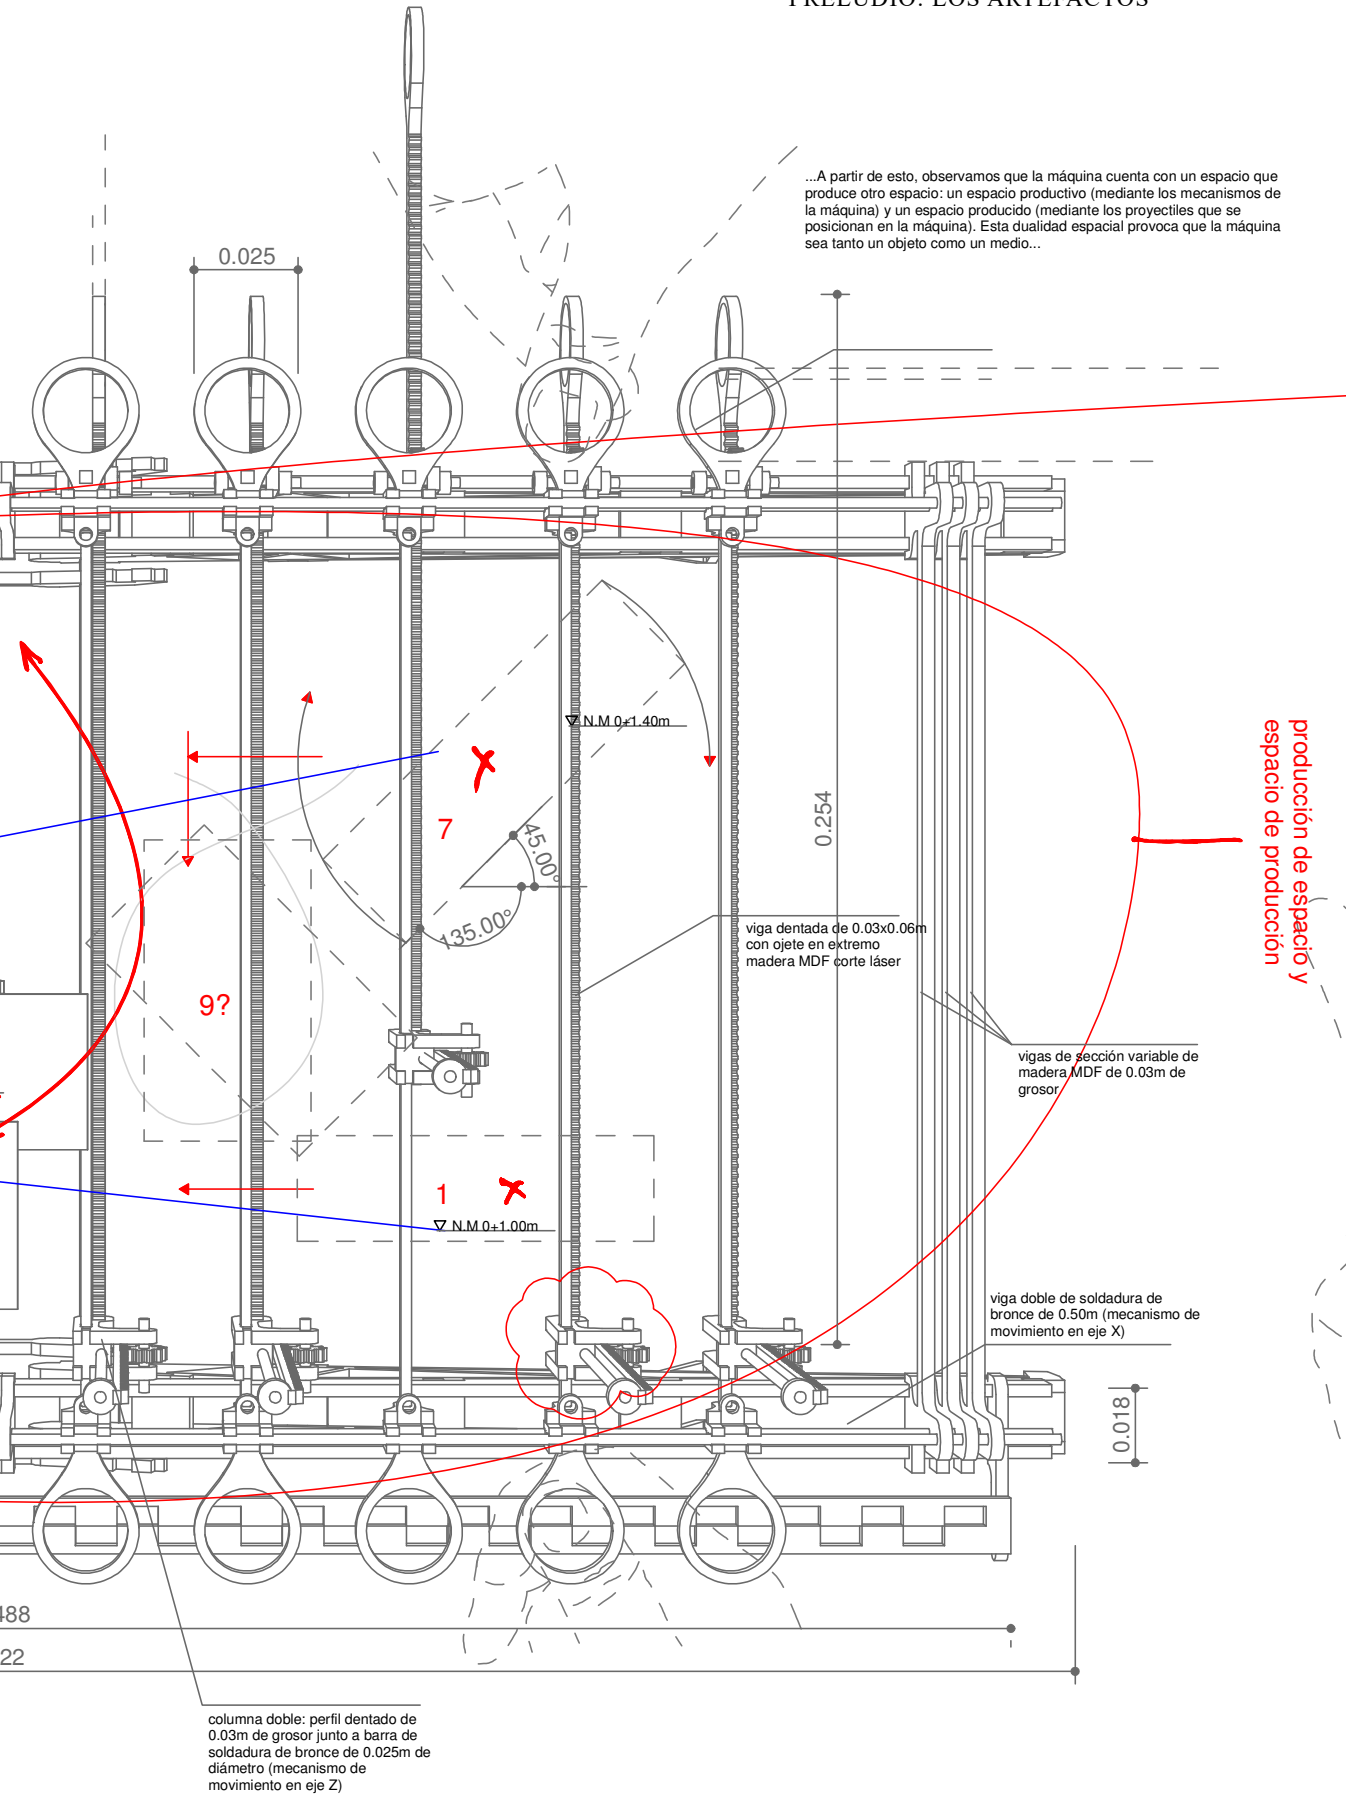 PRELUDIO: LOS ARTEFACTOS
...A partir de esto, observamos que la máquina cuenta con un espacio que
produce otro espacio: un espacio productivo (mediante los mecanismos de
la máquina) y un espacio producido (mediante los proyectiles que se
posicionan en la máquina). Esta dualidad espacial provoca que la máquina
sea tanto un objeto como un medio...
0.025
N.M 0+1.40m
0.254
producción de espacio y
espacio de producción
7
45.00°
135.00°
viga dentada de 0.03x0.06m
con ojete en extremo
madera MDF corte láser
9?
vigas de sección variable de
madera MDF de 0.03m de
grosor
1
N.M 0+1.00m
viga doble de soldadura de
bronce de 0.50m (mecanismo de
movimiento en eje X)
0.018
488
22
columna doble: perfil dentado de
0.03m de grosor junto a barra de
soldadura de bronce de 0.025m de
diámetro (mecanismo de
movimiento en eje Z)